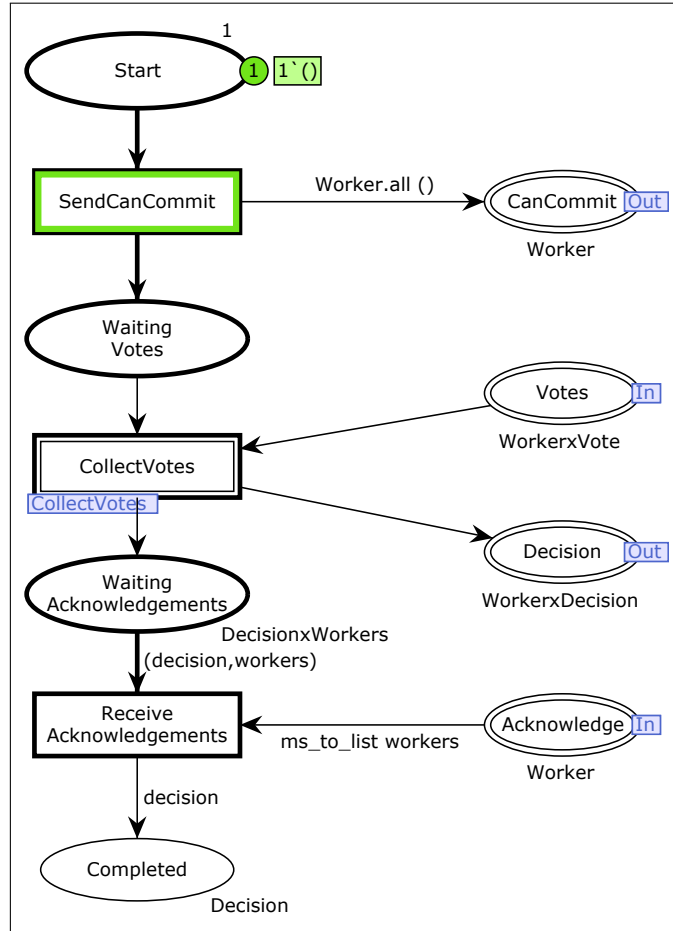 1
Start
1
1`()
SendCanCommit
Worker.all ()
CanCommit
Out
Worker
Waiting
Votes
Votes
In
WorkerxVote
CollectVotes
CollectVotes
Decision
Out
WorkerxDecision
Waiting
Acknowledgements
DecisionxWorkers
(decision,workers)
Receive
Acknowledgements
ms_to_list workers
Acknowledge
In
Worker
decision
Completed
Decision